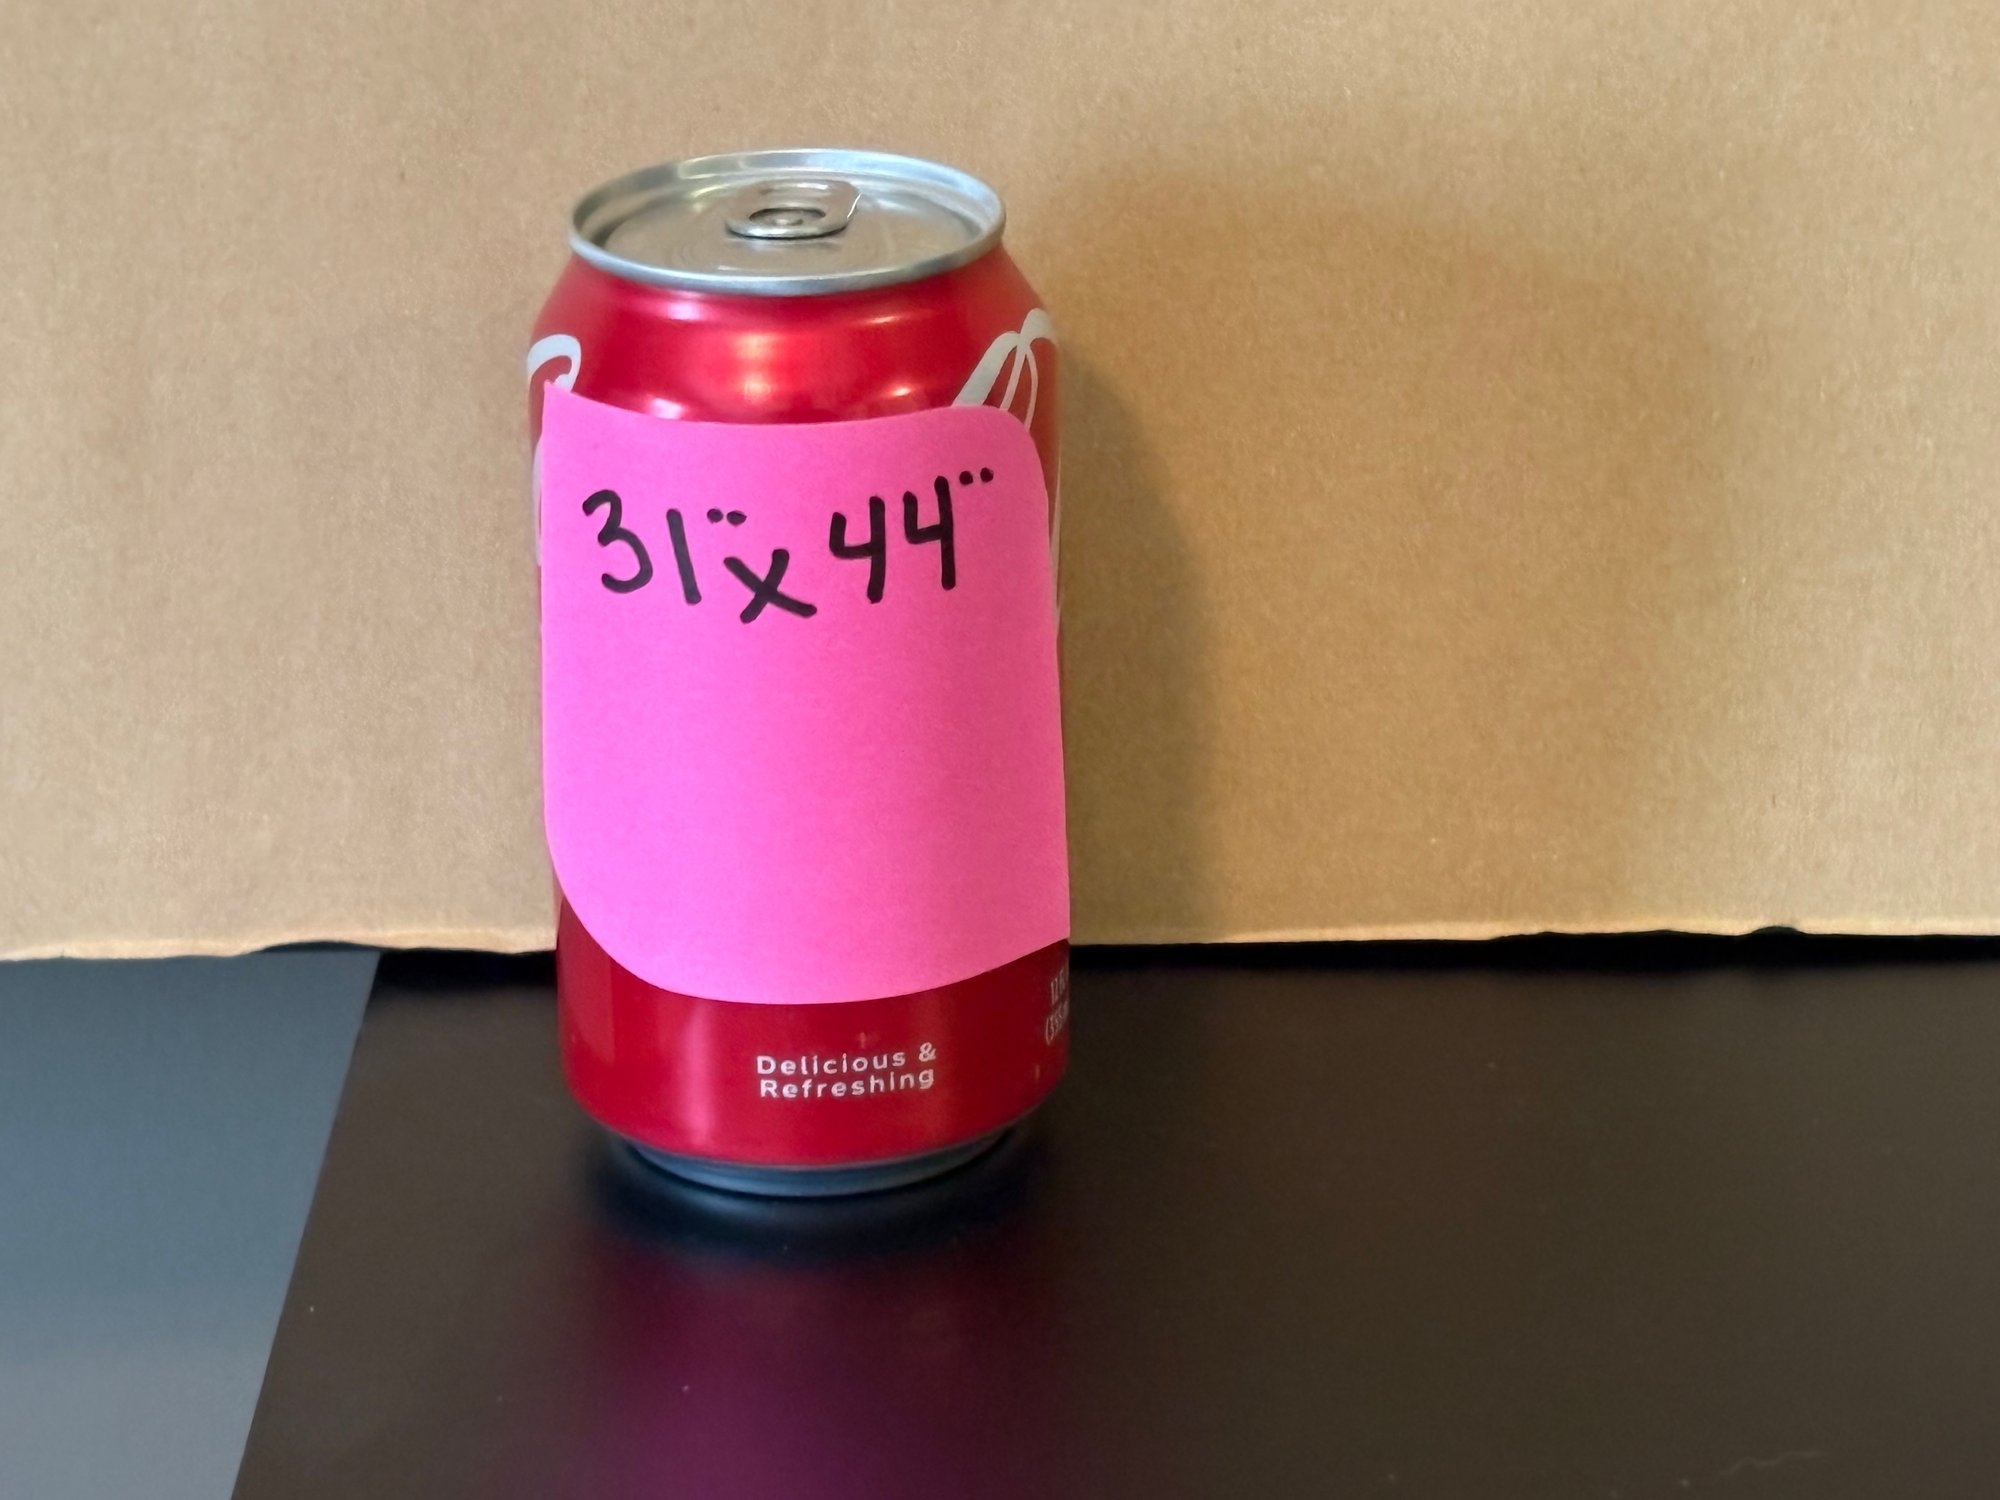 31" x 44"
Delicious &
Refreshing